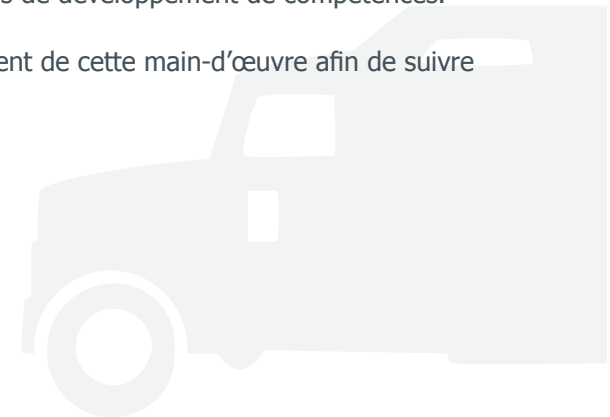 de développement de compétences.
ent de cette main-d’œuvre afin de suivre